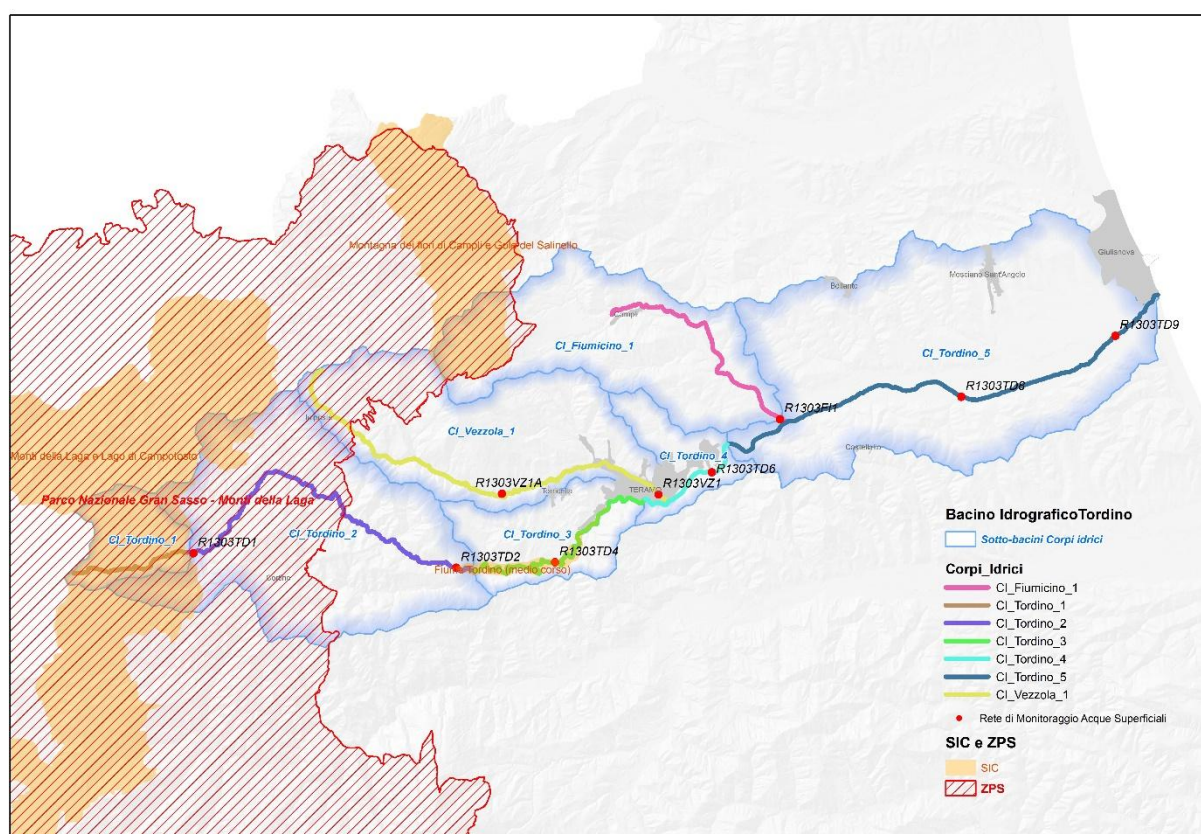 Montagna dei fiori di Campli e Gole del Salinello
Giulianova
Mosciano Sant'Angelo
Bellante
Campli
R1303TD9
CI_Fiumicino_1
CI_Tordino_5
R1303TD8
R1303FI1
CI_Vezzola_1
Castellalto
Monti della Laga e Lago di Campotosto
CI_Tordino_4
R1303TD6
R1303VZ1A
R1303VZ1
TERAMO
Parco Nazionale Gran Sasso - Monti della Laga
CI_Tordino_1
CI_Tordino_2
CI_Tordino_3
R1303TD1
R1303TD2
R1303TD4
Fiume Tordino (medio corso)
Cortino
Bacino IdrograficoTordino
Sotto-bacini Corpi idrici
Corpi_Idrici
CI_Fiumicino_1
CI_Tordino_1
CI_Tordino_2
CI_Tordino_3
CI_Tordino_4
CI_Tordino_5
CI_Vezzola_1
Rete di Monitoraggio Acque Superficiali
SIC e ZPS
SIC
ZPS